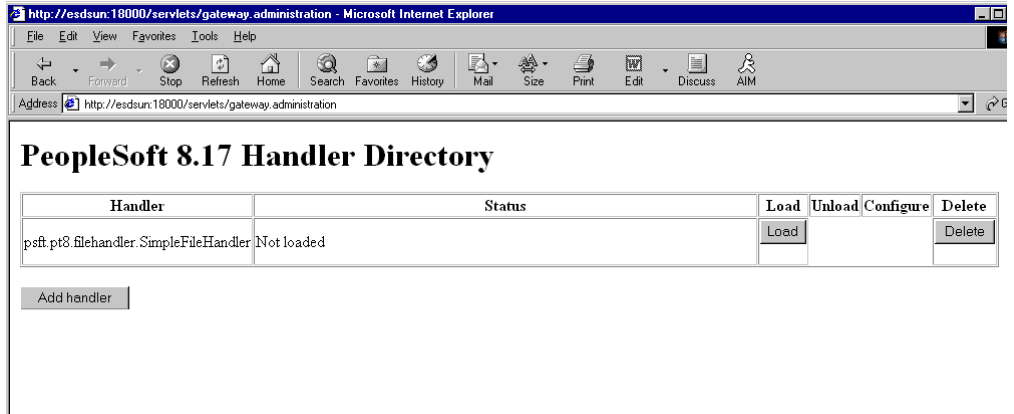 http://esdsun:18000/servlets/gateway.administration - Microsoft Internet Explorer
File Edit View Favorites Tools Help
Back Forward Stop Refresh Home Search Favorites History Mail Size Print Edit Discuss AIM
Address http://esdsun:18000/servlets/gateway.administration
PeopleSoft 8.17 Handler Directory
Handler Status Load Unload Configure Delete
psft.pt8.filehandler.SimpleFileHandler Not loaded Load Delete
Add handler